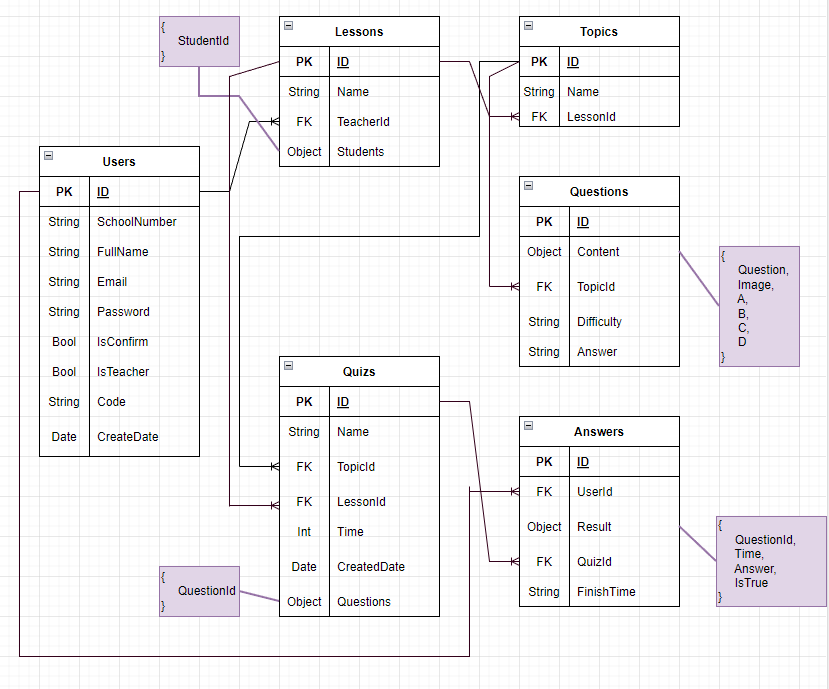 {
StudentId
}
Lessons
PK ID
String Name
FK TeacherId
Object Students
Topics
PK ID
String Name
FK LessonId
Users
PK ID
String SchoolNumber
String FullName
String Email
String Password
Bool IsConfirm
Bool IsTeacher
String Code
Date CreateDate
Questions
PK ID
Object Content
FK TopicId
String Difficulty
String Answer
{
Question,
Image,
A,
B,
C,
D
}
Quizs
PK ID
String Name
FK TopicId
FK LessonId
Int Time
Date CreatedDate
Object Questions
{
QuestionId
}
Answers
PK ID
FK UserId
Object Result
FK QuizId
String FinishTime
{
QuestionId,
Time,
Answer,
IsTrue
}